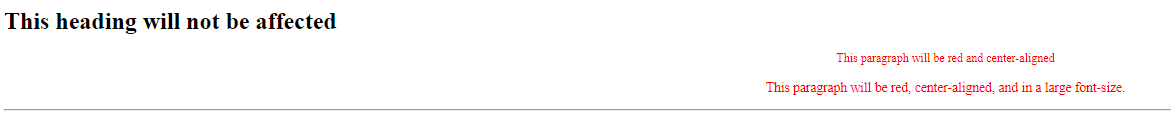 This heading will not be affected
This paragraph will be red and center-aligned
This paragraph will be red, center-aligned, and in a large font-size.